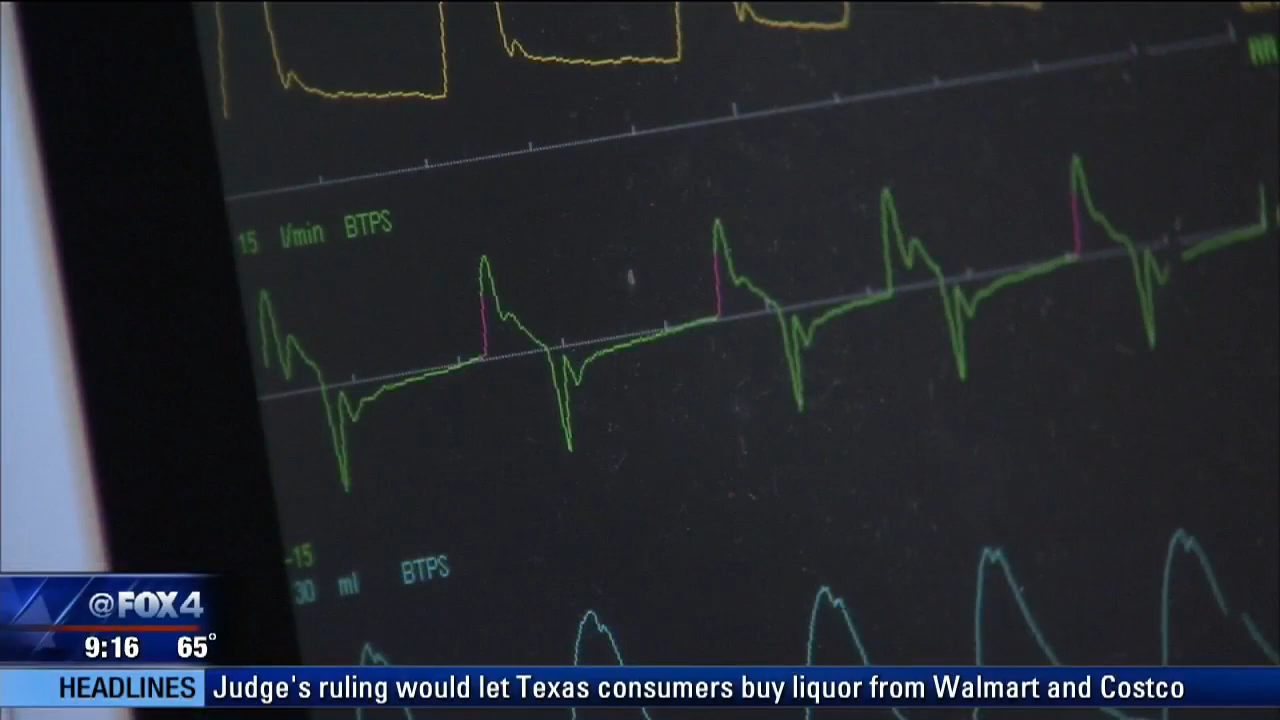 RR
15 l/min BTPS
-15
30 ml BTPS
@FOX4
9:16 65°
HEADLINES Judge's ruling would let Texas consumers buy liquor from Walmart and Costco